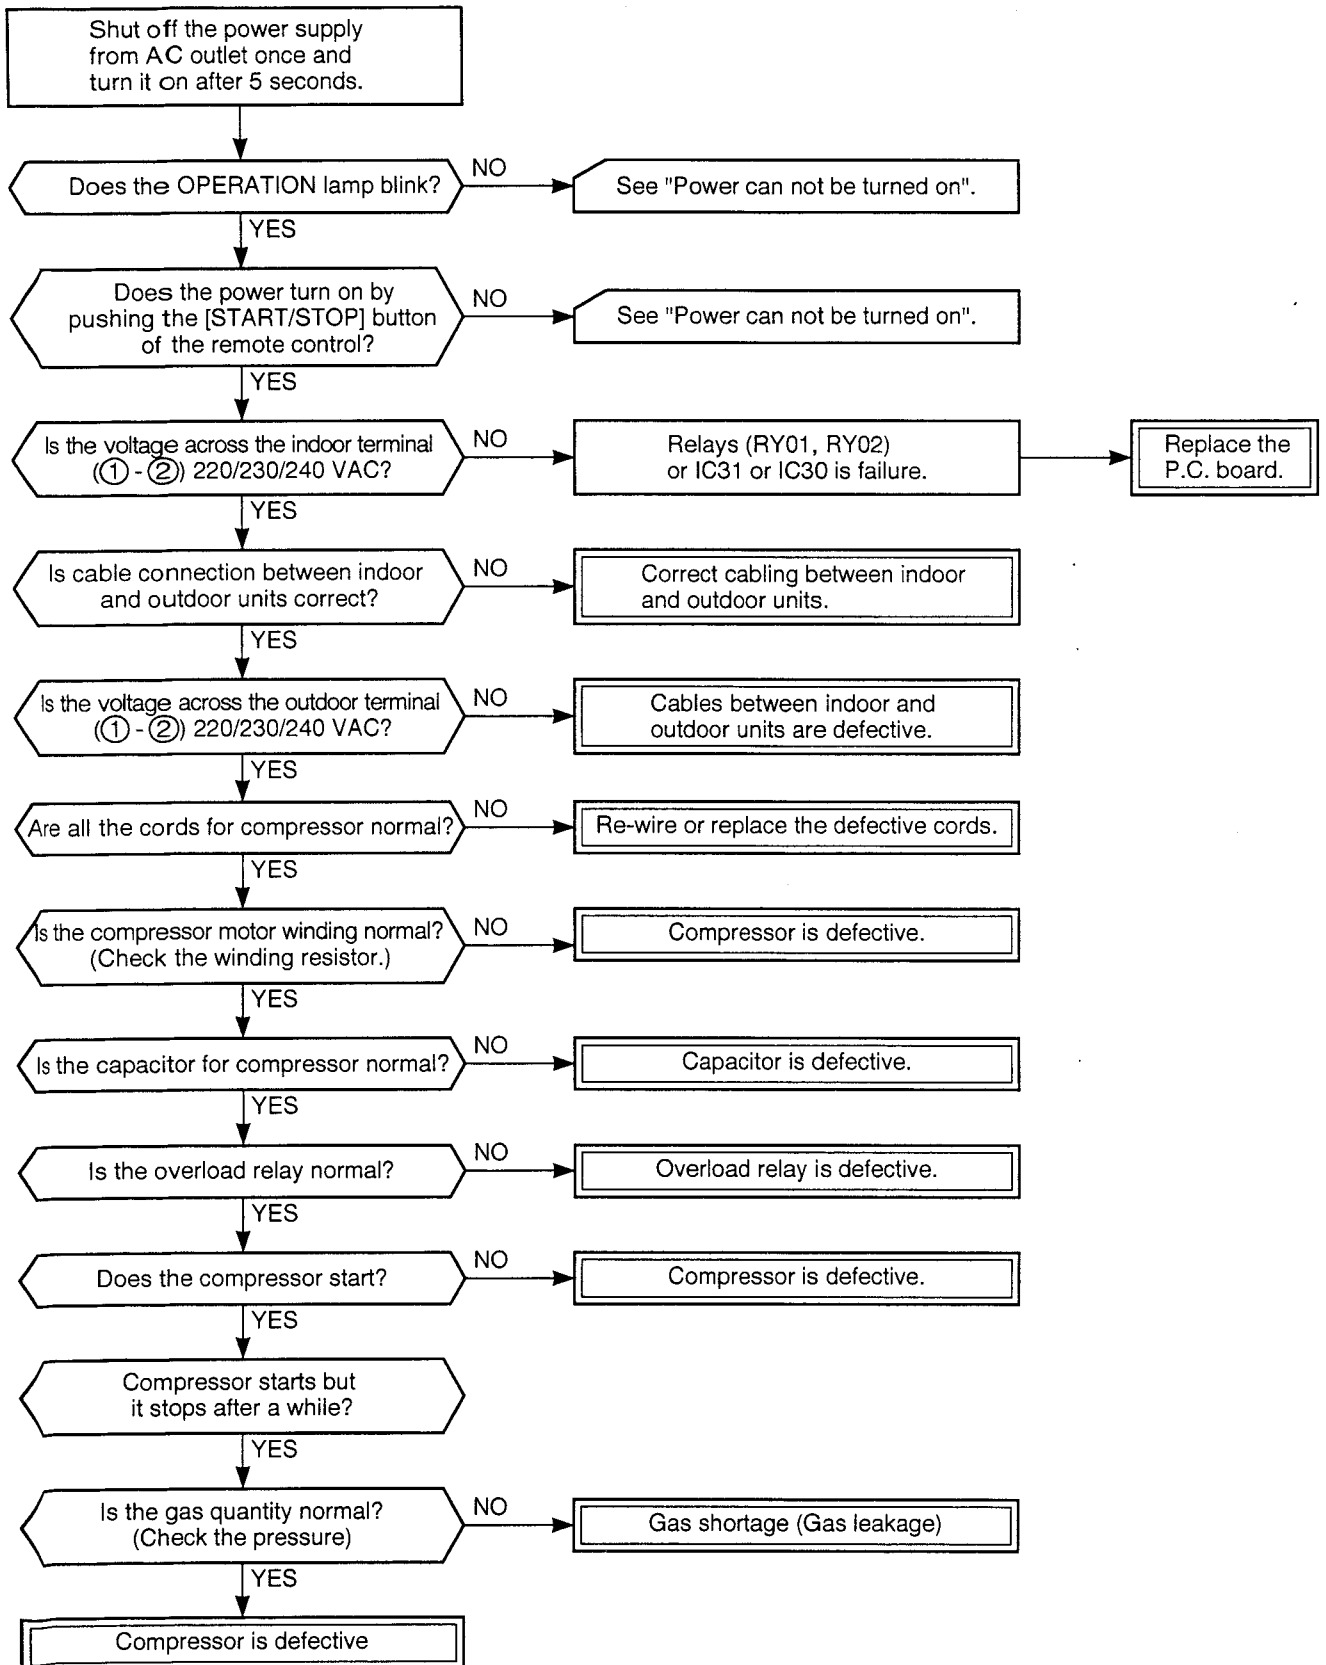 Shut off the power supply
from AC outlet once and
turn it on after 5 seconds.
Does the OPERATION lamp blink?
NO
See "Power can not be turned on".
YES
Does the power turn on by
pushing the [START/STOP] button
of the remote control?
NO
See "Power can not be turned on".
YES
Is the voltage across the indoor terminal
(① - ②) 220/230/240 VAC?
NO
Relays (RY01, RY02)
or IC31 or IC30 is failure.
Replace the
P.C. board.
YES
Is cable connection between indoor
and outdoor units correct?
NO
Correct cabling between indoor
and outdoor units.
YES
Is the voltage across the outdoor terminal
(① - ②) 220/230/240 VAC?
NO
Cables between indoor and
outdoor units are defective.
YES
Are all the cords for compressor normal?
NO
Re-wire or replace the defective cords.
YES
Is the compressor motor winding normal?
(Check the winding resistor.)
NO
Compressor is defective.
YES
Is the capacitor for compressor normal?
NO
Capacitor is defective.
YES
Is the overload relay normal?
NO
Overload relay is defective.
YES
Does the compressor start?
NO
Compressor is defective.
YES
Compressor starts but
it stops after a while?
YES
Is the gas quantity normal?
(Check the pressure)
NO
Gas shortage (Gas leakage)
YES
Compressor is defective